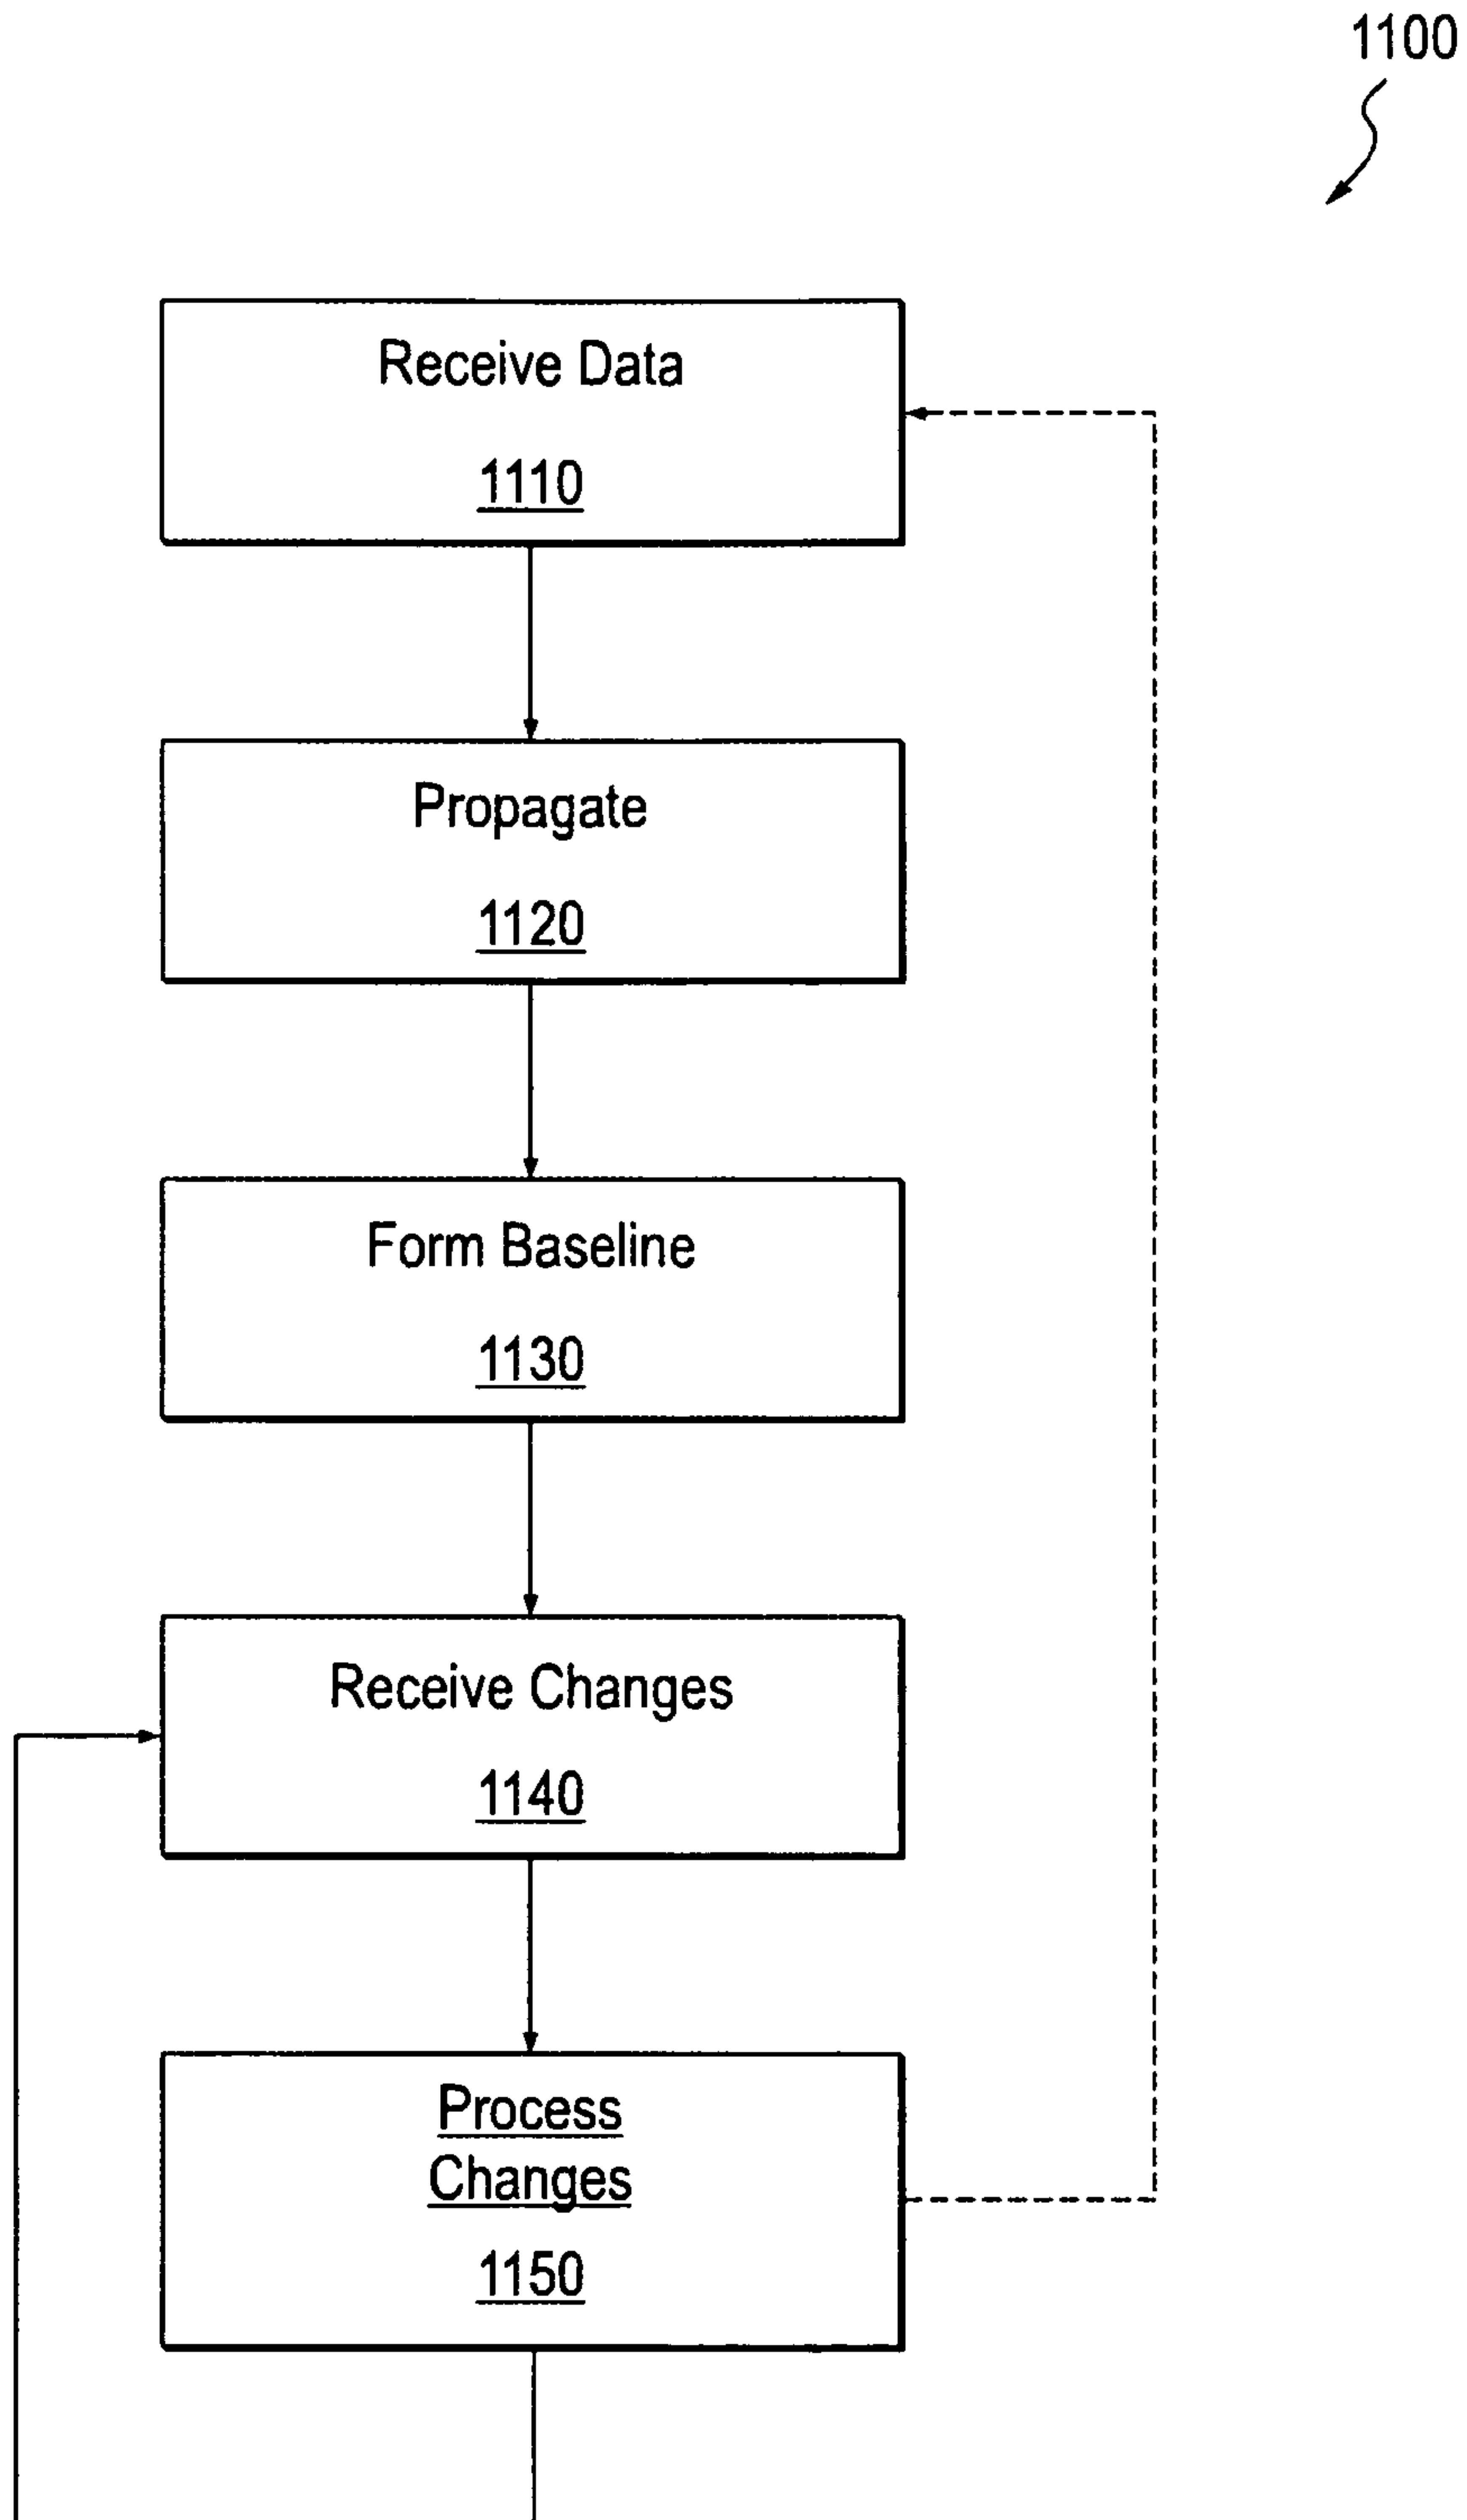 1100
Receive Data
1110
Propagate
1120
Form Baseline
1130
Receive Changes
1140
Process
Changes
1150